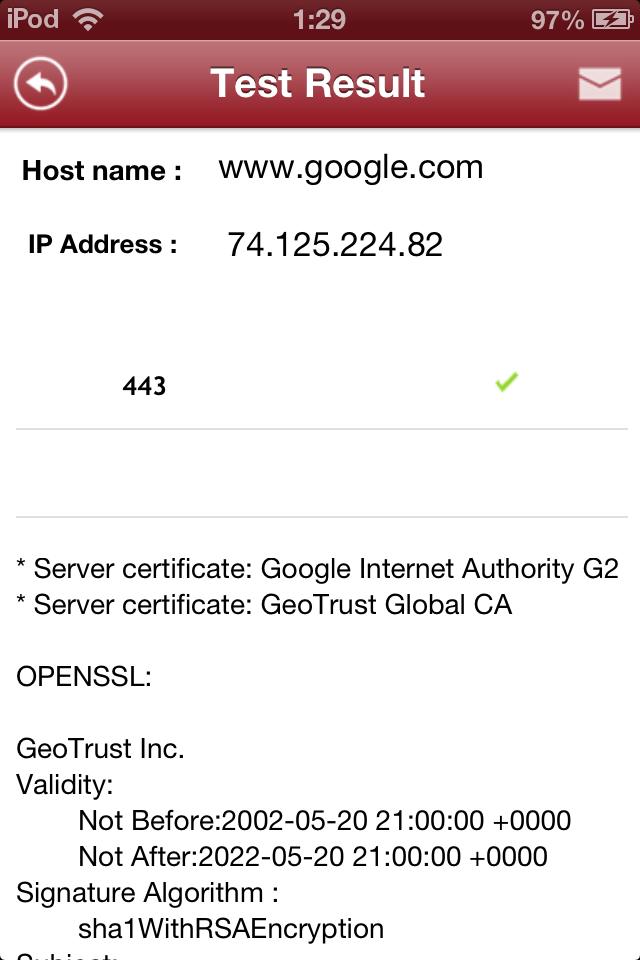 iPod 1:29 97%
Test Result
Host name : www.google.com
IP Address : 74.125.224.82
443
* Server certificate: Google Internet Authority G2
* Server certificate: GeoTrust Global CA
OPENSSL:
GeoTrust Inc.
Validity:
Not Before:2002-05-20 21:00:00 +0000
Not After:2022-05-20 21:00:00 +0000
Signature Algorithm :
sha1WithRSAEncryption